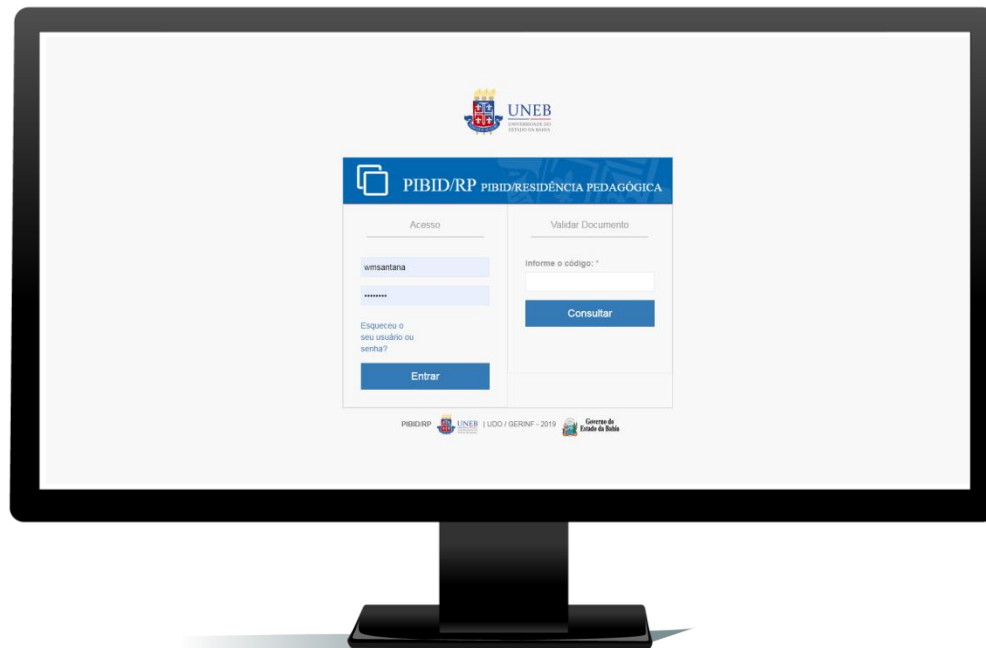 UNEB
UNIVERSIDADE DO
ESTADO DA BAHIA
PIBID/RP PIBID/RESIDÊNCIA PEDAGÓGICA
Acesso
wmsantana
••••••••
Esqueceu o
seu usuário ou
senha?
Entrar
Validar Documento
Informe o código: *
Consultar
PIBID/RP UNEB | UDO / GERINF - 2019 Governo do
Estado da Bahia